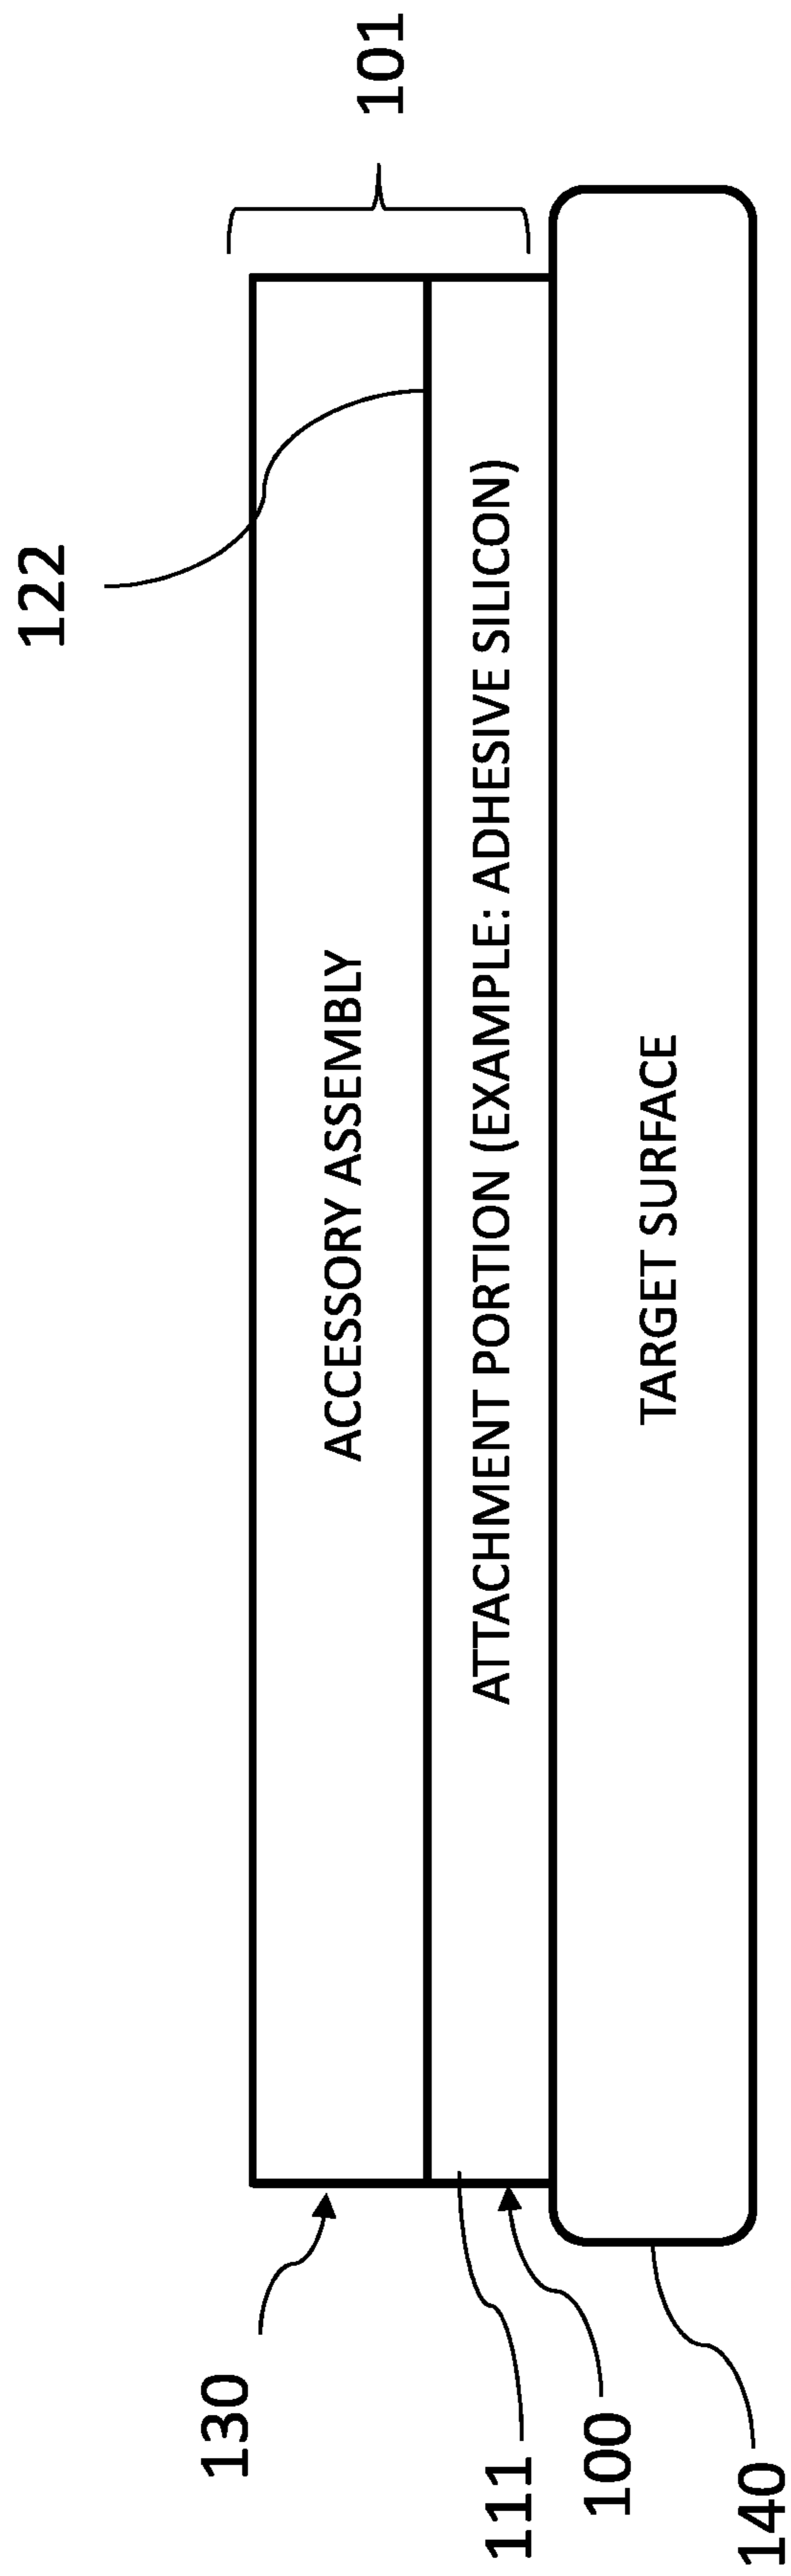 122
101
ACCESSORY ASSEMBLY
ATTACHMENT PORTION (EXAMPLE: ADHESIVE SILICON)
TARGET SURFACE
130
111
100
140